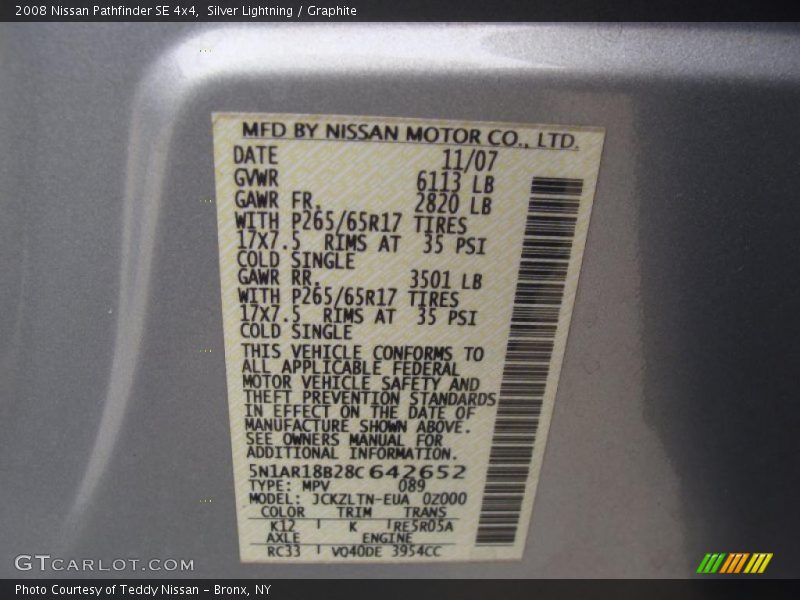 2008 Nissan Pathfinder SE 4x4,  Silver Lightning / Graphite
MFD BY NISSAN MOTOR CO., LTD.
DATE 11/07
GVWR 6113 LB
GAWR FR. 2820 LB
WITH P265/65R17 TIRES
17X7.5 RIMS AT 35 PSI
COLD SINGLE
GAWR RR. 3501 LB
WITH P265/65R17 TIRES
17X7.5 RIMS AT 35 PSI
COLD SINGLE
THIS VEHICLE CONFORMS TO
ALL APPLICABLE FEDERAL
MOTOR VEHICLE SAFETY AND
THEFT PREVENTION STANDARDS
IN EFFECT ON THE DATE OF
MANUFACTURE SHOWN ABOVE.
SEE OWNERS MANUAL FOR
ADDITIONAL INFORMATION.
5N1AR18B28C642652
TYPE: MPV 089
MODEL: JCKZLTN-EUA 0Z000
COLOR TRIM TRANS
K12 K RE5R05A
AXLE ENGINE
RC33 VQ40DE 3954CC
GTCARLOT.COM
Photo Courtesy of Teddy Nissan - Bronx, NY